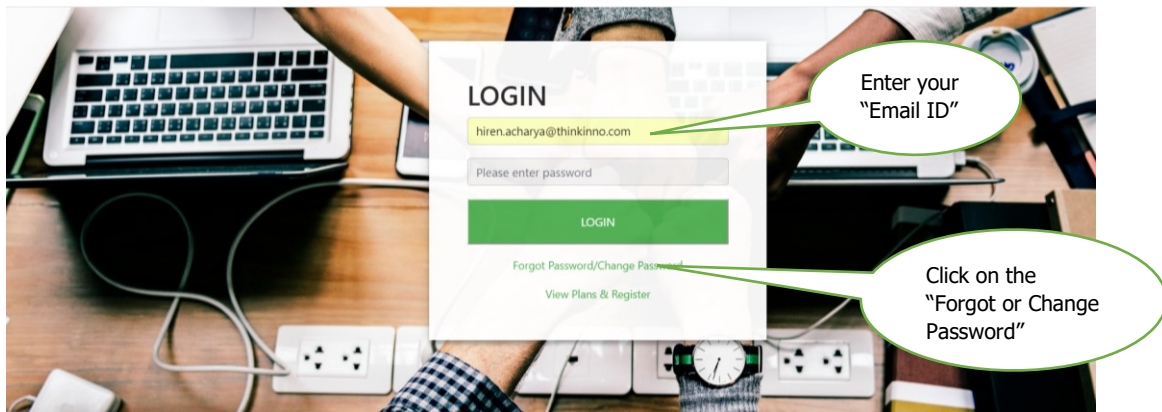 LOGIN
hiren.acharya@thinkinno.com
Please enter password
LOGIN
Forgot Password/Change Password
View Plans & Register
Enter your
“Email ID”
Click on the
“Forgot or Change
Password”